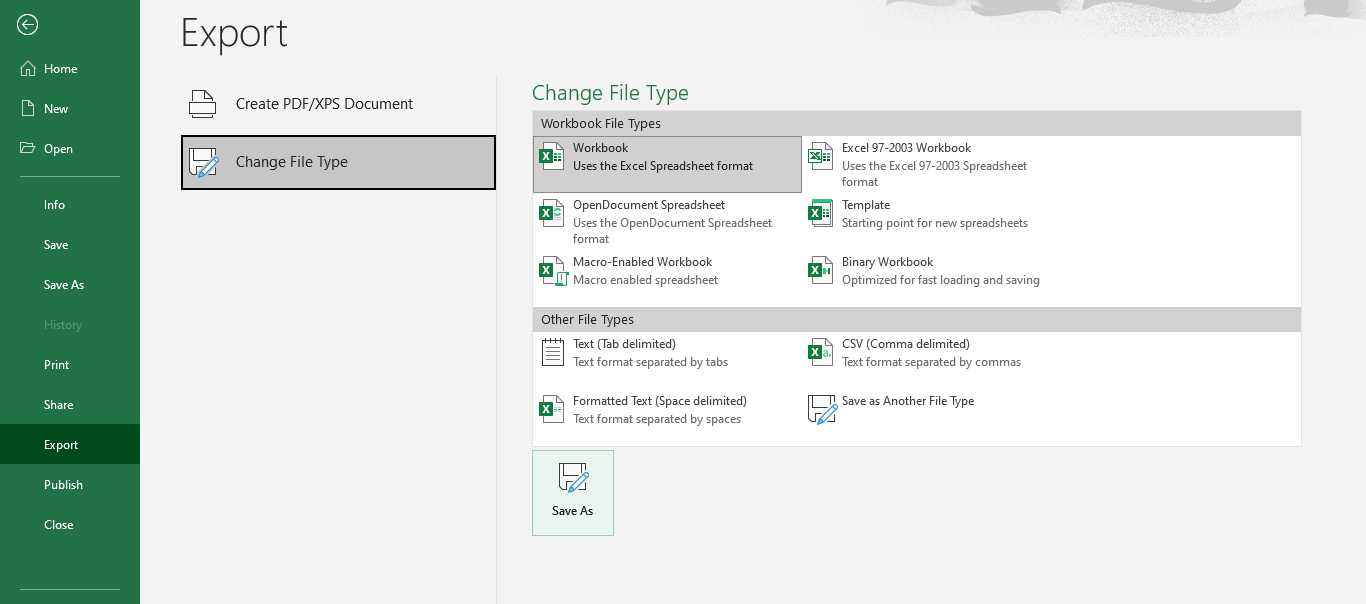 Export
Home
New
Open
Info
Save
Save As
History
Print
Share
Export
Publish
Close
Create PDF/XPS Document
Change File Type
Change File Type
Workbook File Types
Workbook
Uses the Excel Spreadsheet format
Excel 97-2003 Workbook
Uses the Excel 97-2003 Spreadsheet
format
OpenDocument Spreadsheet
Uses the OpenDocument Spreadsheet
format
Template
Starting point for new spreadsheets
Macro-Enabled Workbook
Macro enabled spreadsheet
Binary Workbook
Optimized for fast loading and saving
Other File Types
Text (Tab delimited)
Text format separated by tabs
CSV (Comma delimited)
Text format separated by commas
Formatted Text (Space delimited)
Text format separated by spaces
Save as Another File Type
Save As